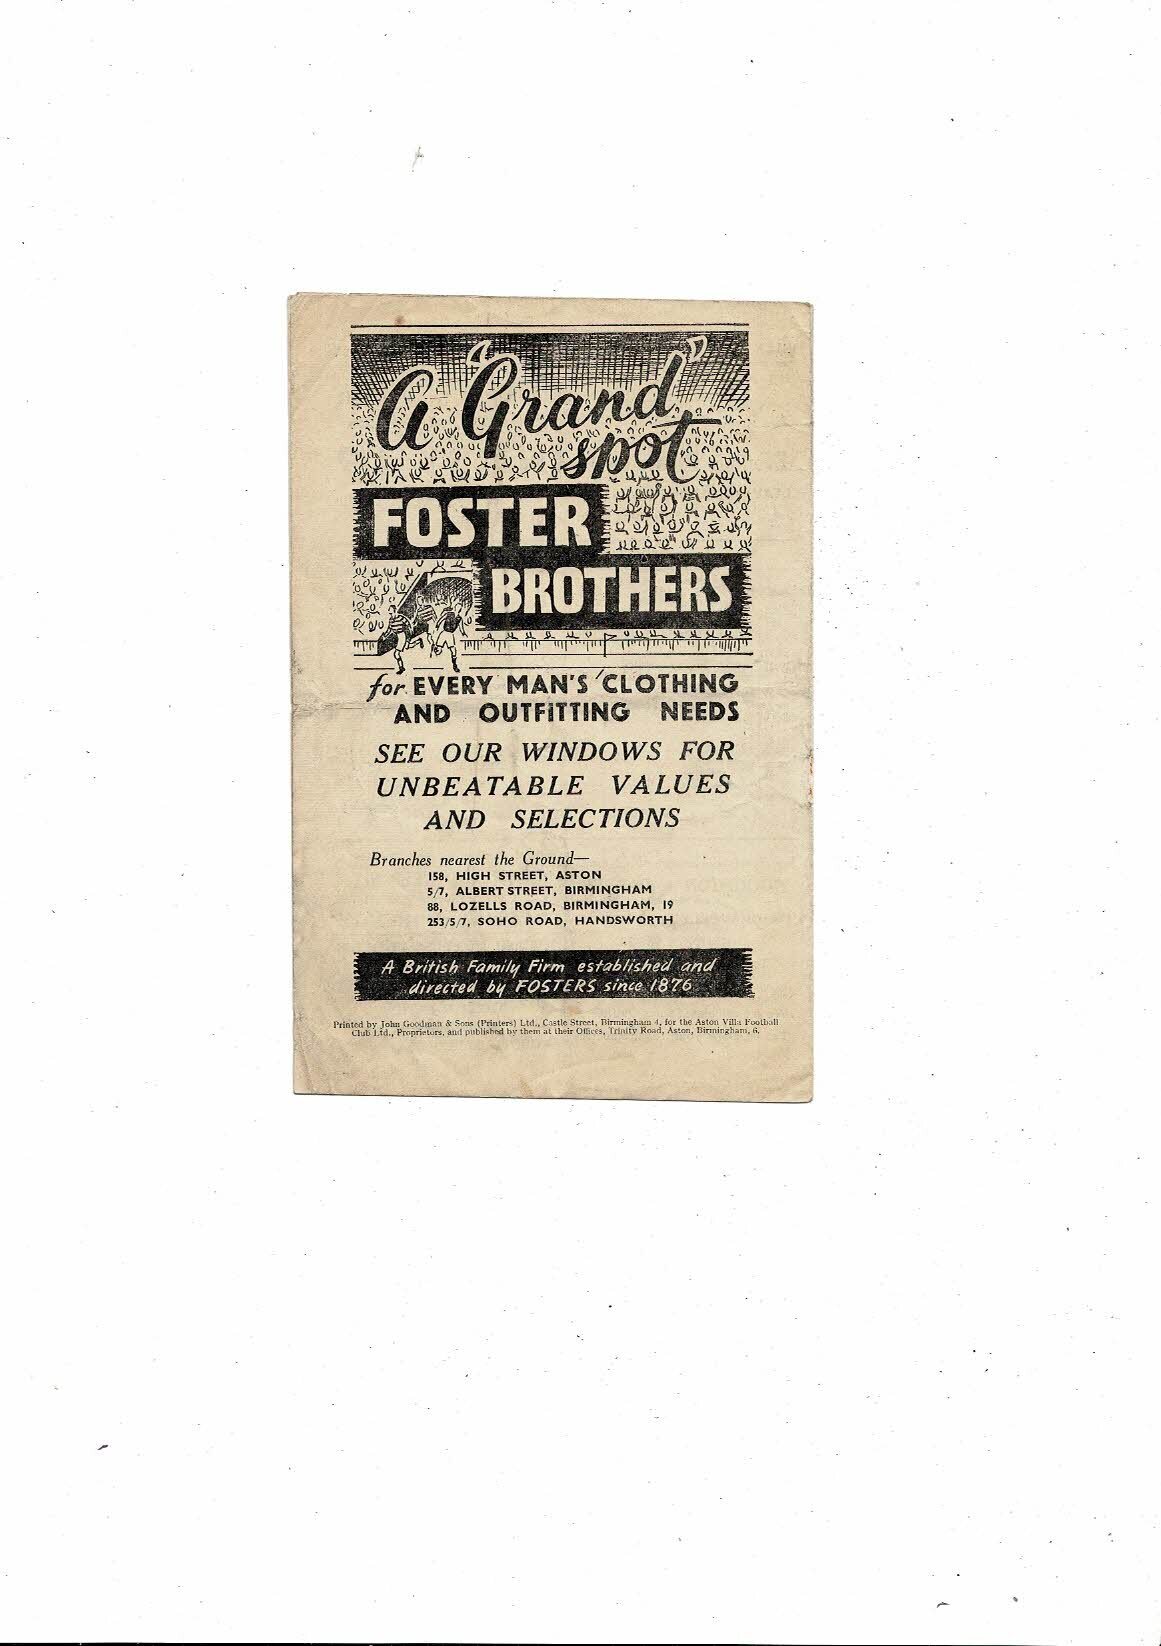 A "Grand"
spot
FOSTER
BROTHERS
for EVERY MAN'S CLOTHING
AND OUTFITTING NEEDS
SEE OUR WINDOWS FOR
UNBEATABLE VALUES
AND SELECTIONS
Branches nearest the Ground—
158, HIGH STREET, ASTON
5/7, ALBERT STREET, BIRMINGHAM
88, LOZELLS ROAD, BIRMINGHAM, 19
253/5/7, SOHO ROAD, HANDSWORTH
A British Family Firm established and
directed by FOSTERS since 1876
Printed by John Goodman & Sons (Printers) Ltd., Castle Street, Birmingham 4, for the Aston Villa Football
Club Ltd., Proprietors, and published by them at their Offices, Trinity Road, Aston, Birmingham, 6.